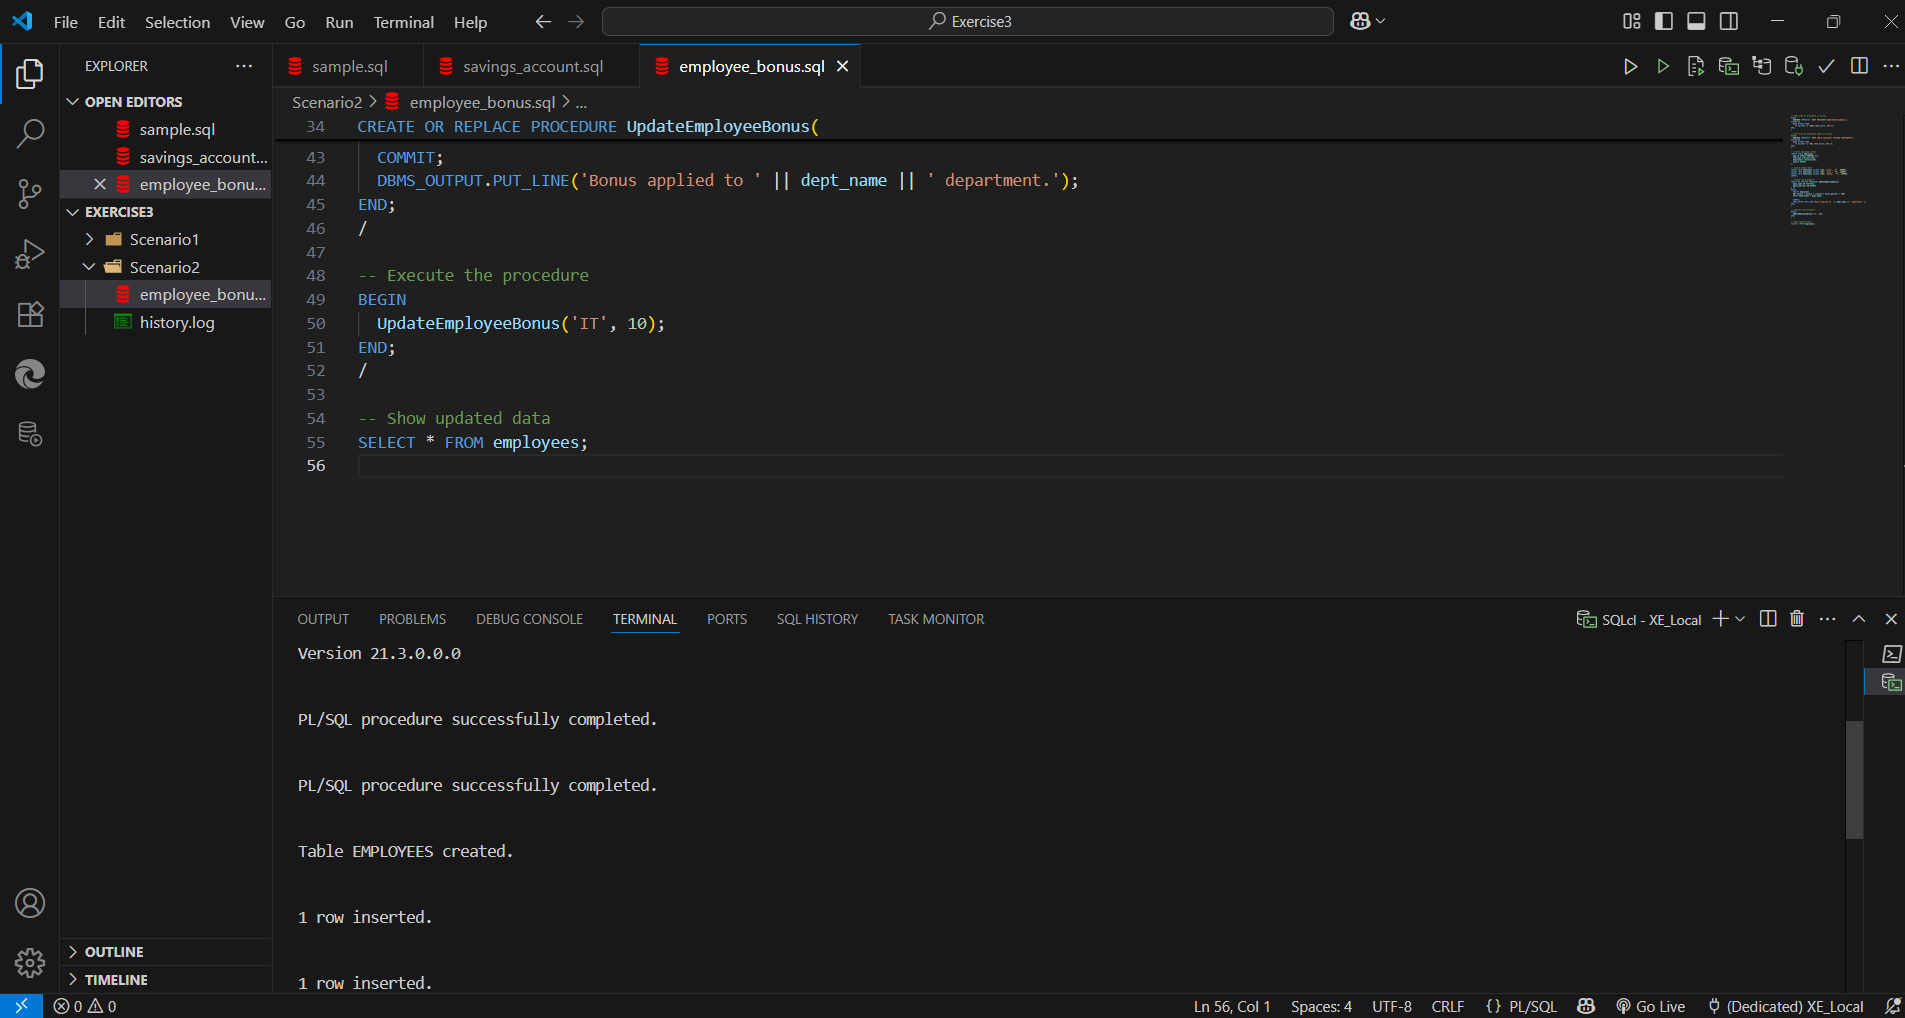 File Edit Selection View Go Run Terminal Help
Exercise3
EXPLORER
OPEN EDITORS
sample.sql
savings_account...
employee_bonu...
EXERCISE3
Scenario1
Scenario2
employee_bonu...
history.log
OUTLINE
TIMELINE
sample.sql savings_account.sql employee_bonus.sql
Scenario2 > employee_bonus.sql > ...
34 CREATE OR REPLACE PROCEDURE UpdateEmployeeBonus(
43 COMMIT;
44 DBMS_OUTPUT.PUT_LINE('Bonus applied to ' || dept_name || ' department.');
45 END;
46 /
47
48 -- Execute the procedure
49 BEGIN
50 UpdateEmployeeBonus('IT', 10);
51 END;
52 /
53
54 -- Show updated data
55 SELECT * FROM employees;
56
OUTPUT PROBLEMS DEBUG CONSOLE TERMINAL PORTS SQL HISTORY TASK MONITOR
SQLcl - XE_Local
Version 21.3.0.0.0
PL/SQL procedure successfully completed.
PL/SQL procedure successfully completed.
Table EMPLOYEES created.
1 row inserted.
1 row inserted.
0 0 Ln 56, Col 1 Spaces: 4 UTF-8 CRLF {} PL/SQL Go Live (Dedicated) XE_Local